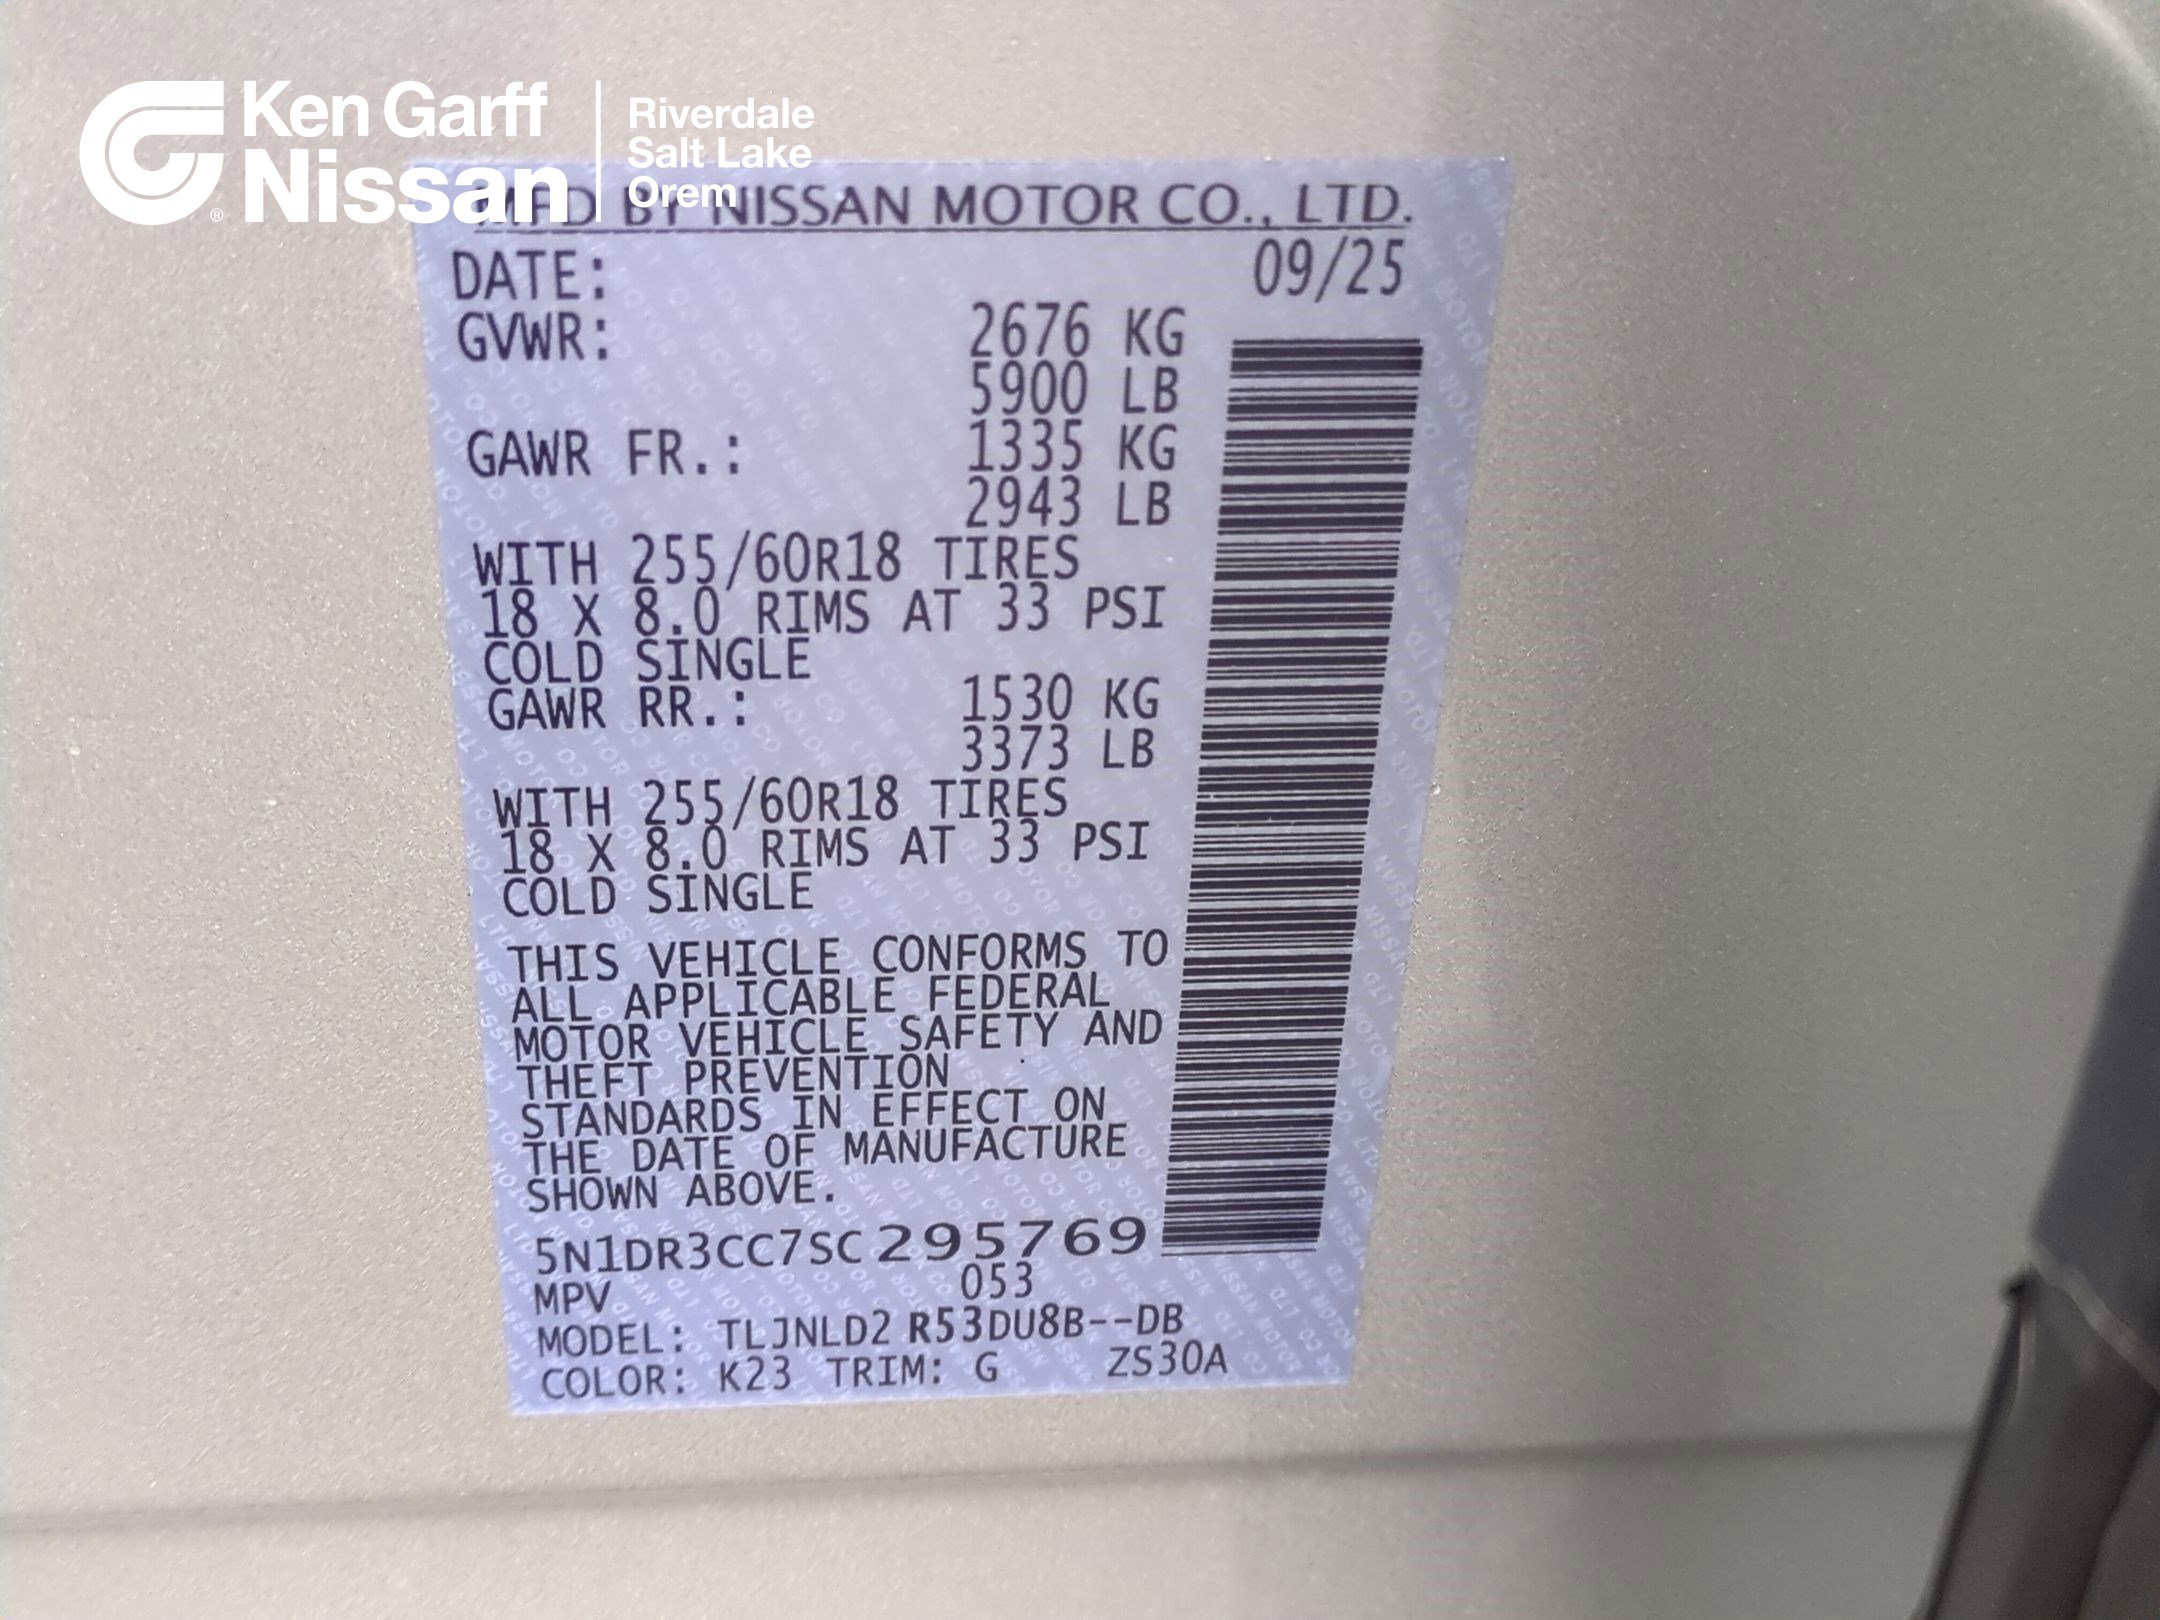 Ken Garff
Nissan
Riverdale
Salt Lake
Orem
MFD BY NISSAN MOTOR CO., LTD.
DATE: 09/25
GVWR: 2676 KG
5900 LB
GAWR FR.: 1335 KG
2943 LB
WITH 255/60R18 TIRES
18 X 8.0 RIMS AT 33 PSI
COLD SINGLE
GAWR RR.: 1530 KG
3373 LB
WITH 255/60R18 TIRES
18 X 8.0 RIMS AT 33 PSI
COLD SINGLE
THIS VEHICLE CONFORMS TO
ALL APPLICABLE FEDERAL
MOTOR VEHICLE SAFETY AND
THEFT PREVENTION
STANDARDS IN EFFECT ON
THE DATE OF MANUFACTURE
SHOWN ABOVE.
5N1DR3CC7SC295769
MPV 053
MODEL: TLJNLD2 R53DU8B--DB
COLOR: K23 TRIM: G ZS30A